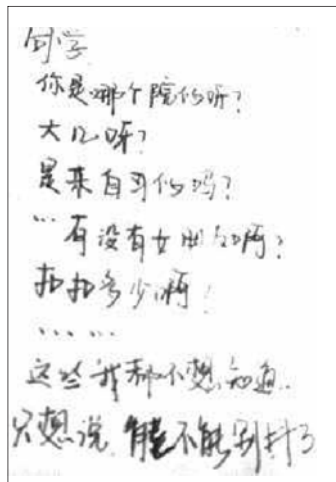 同学
你是哪个院的呀？
大几呀？
是来自习的吗？
…有没有女朋友啊？
扣扣多少啊！
……
这些我都不想知道.
只想说 能不能别抖了